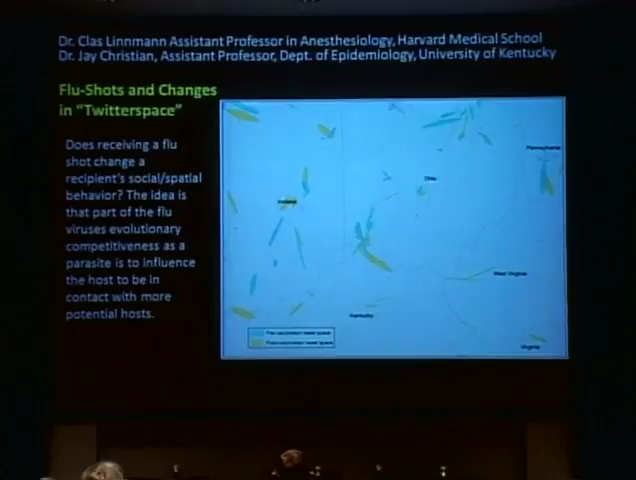 Dr. Clas Linnmann Assistant Professor in Anesthesiology, Harvard Medical School
Dr. Jay Christian, Assistant Professor, Dept. of Epidemiology, University of Kentucky
Flu-Shots and Changes
in "Twitterspace"
Does receiving a flu
shot change a
recipient's social/spatial
behavior? The idea is
that part of the flu
viruses evolutionary
competitiveness as a
parasite is to influence
the host to be in
contact with more
potential hosts.
Pennsylvania
Ohio
Indiana
West Virginia
Kentucky
Virginia